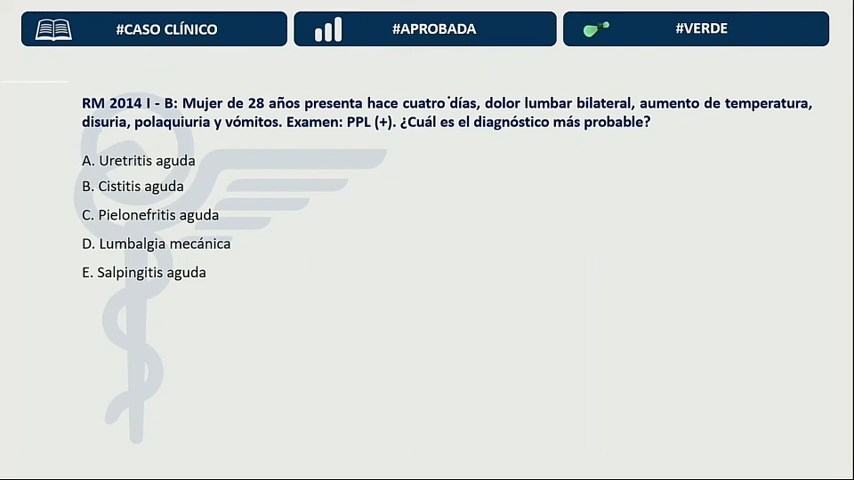 #CASO CLÍNICO
#APROBADA
#VERDE
RM 2014 I - B: Mujer de 28 años presenta hace cuatro días, dolor lumbar bilateral, aumento de temperatura,
disuria, polaquiuria y vómitos. Examen: PPL (+). ¿Cuál es el diagnóstico más probable?
A. Uretritis aguda
B. Cistitis aguda
C. Pielonefritis aguda
D. Lumbalgia mecánica
E. Salpingitis aguda